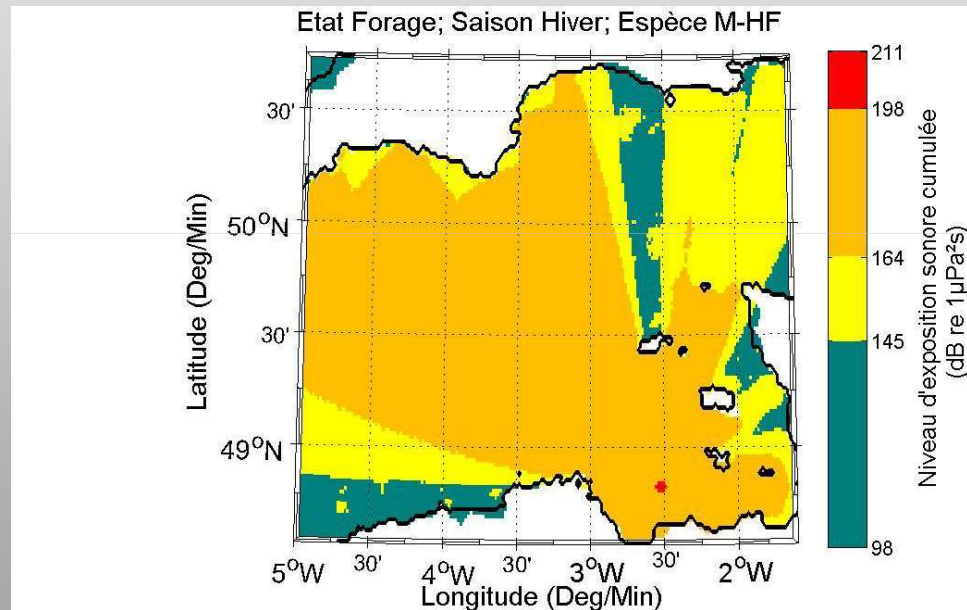 Etat Forage; Saison Hiver; Espèce M-HF
30'
50°N
30'
49°N
Latitude (Deg/Min)
5°W 30' 4°W 30' 3°W 30' 2°W
Longitude (Deg/Min)
211
198
164
145
98
Niveau d'exposition sonore cumulée
(dB re 1µPa²s)